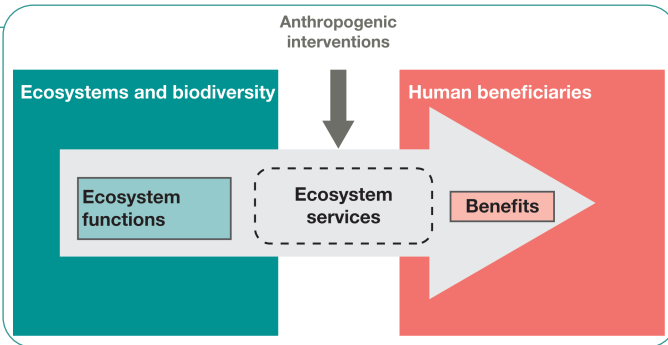 Anthropogenic
interventions
Ecosystems and biodiversity
Human beneficiaries
Ecosystem
functions
Ecosystem
services
Benefits